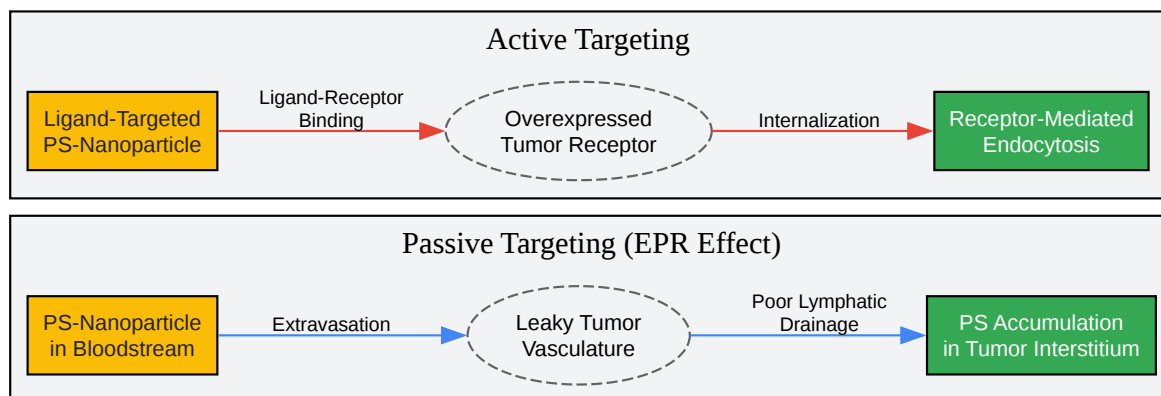 Active Targeting
Ligand-Targeted
PS-Nanoparticle
Ligand-Receptor
Binding
Overexpressed
Tumor Receptor
Internalization
Receptor-Mediated
Endocytosis
Passive Targeting (EPR Effect)
PS-Nanoparticle
in Bloodstream
Extravasation
Leaky Tumor
Vasculature
Poor Lymphatic
Drainage
PS Accumulation
in Tumor Interstitium